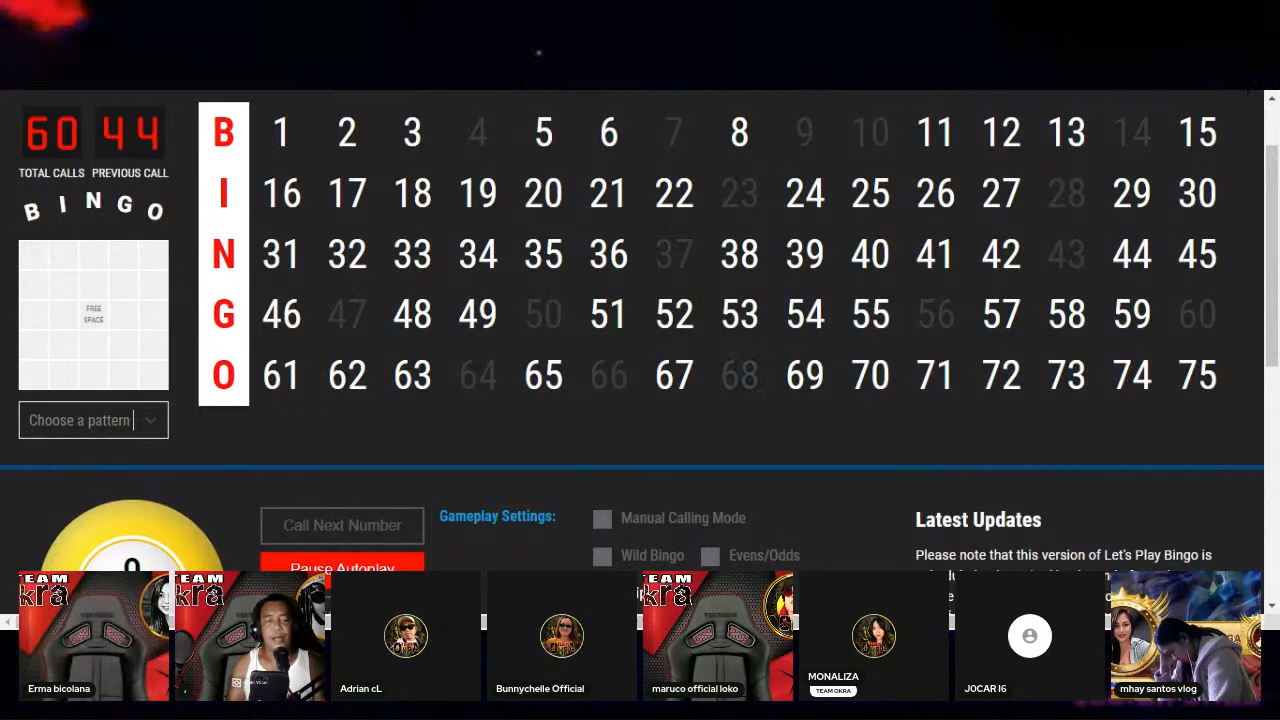 60 44
TOTAL CALLS PREVIOUS CALL
B I N G O
FREE
SPACE
Choose a pattern
B 1 2 3 4 5 6 7 8 9 10 11 12 13 14 15
I 16 17 18 19 20 21 22 23 24 25 26 27 28 29 30
N 31 32 33 34 35 36 37 38 39 40 41 42 43 44 45
G 46 47 48 49 50 51 52 53 54 55 56 57 58 59 60
O 61 62 63 64 65 66 67 68 69 70 71 72 73 74 75
Call Next Number
Pause Autoplay
Gameplay Settings:
Manual Calling Mode
Wild Bingo Evens/Odds
Latest Updates
Please note that this version of Let's Play Bingo is
TEAM
kra
Erma bicolana
TEAM
Adrian cL
Bunnychelle Official
TEAM
kra
maruco official loko
MONALIZA
TEAM OKRA
J0CAR I6
mhay santos vlog